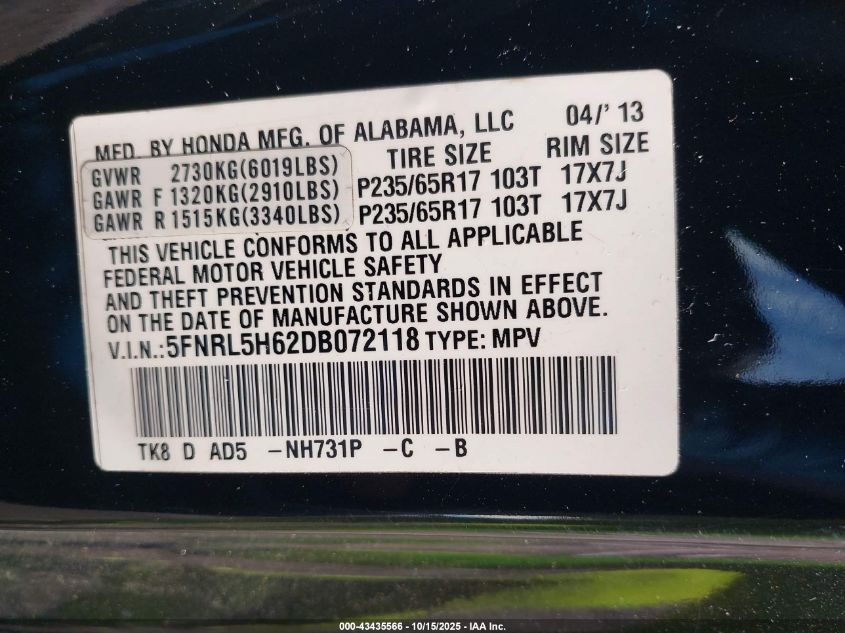 MFD. BY HONDA MFG. OF ALABAMA, LLC 04/' 13
GVWR 2730KG(6019LBS) TIRE SIZE RIM SIZE
GAWR F 1320KG(2910LBS) P235/65R17 103T 17X7J
GAWR R 1515KG(3340LBS) P235/65R17 103T 17X7J
THIS VEHICLE CONFORMS TO ALL APPLICABLE
FEDERAL MOTOR VEHICLE SAFETY
AND THEFT PREVENTION STANDARDS IN EFFECT
ON THE DATE OF MANUFACTURE SHOWN ABOVE.
V.I.N.:5FNRL5H62DB072118 TYPE: MPV
TK8 D AD5 -NH731P -C -B
000-43435566 - 10/15/2025 - IAA Inc.